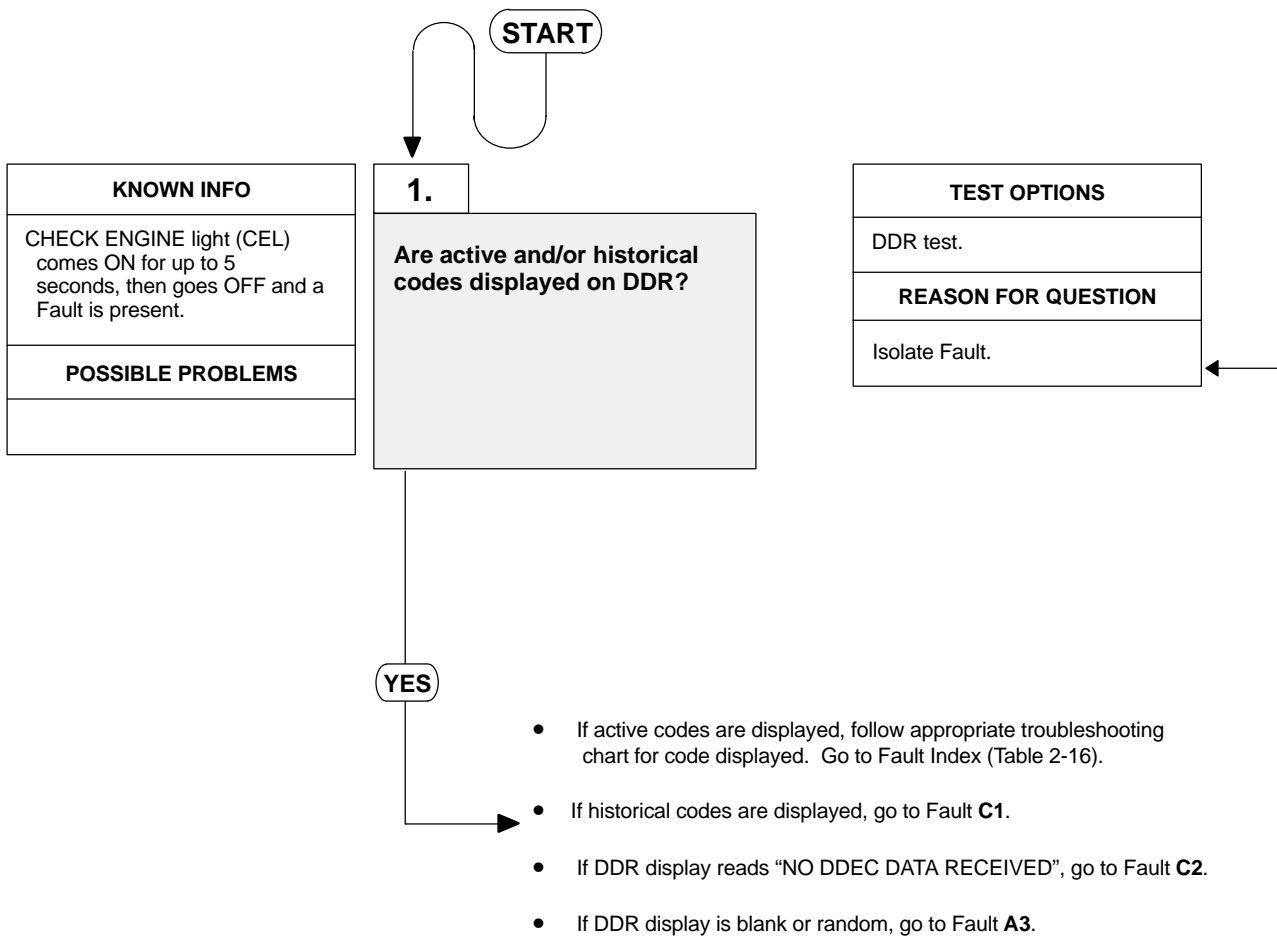 START
KNOWN INFO
CHECK ENGINE light (CEL)
comes ON for up to 5
seconds, then goes OFF and a
Fault is present.
POSSIBLE PROBLEMS
1.
Are active and/or historical
codes displayed on DDR?
TEST OPTIONS
DDR test.
REASON FOR QUESTION
Isolate Fault.
YES
• If active codes are displayed, follow appropriate troubleshooting
chart for code displayed. Go to Fault Index (Table 2-16).
• If historical codes are displayed, go to Fault C1.
• If DDR display reads “NO DDEC DATA RECEIVED”, go to Fault C2.
• If DDR display is blank or random, go to Fault A3.